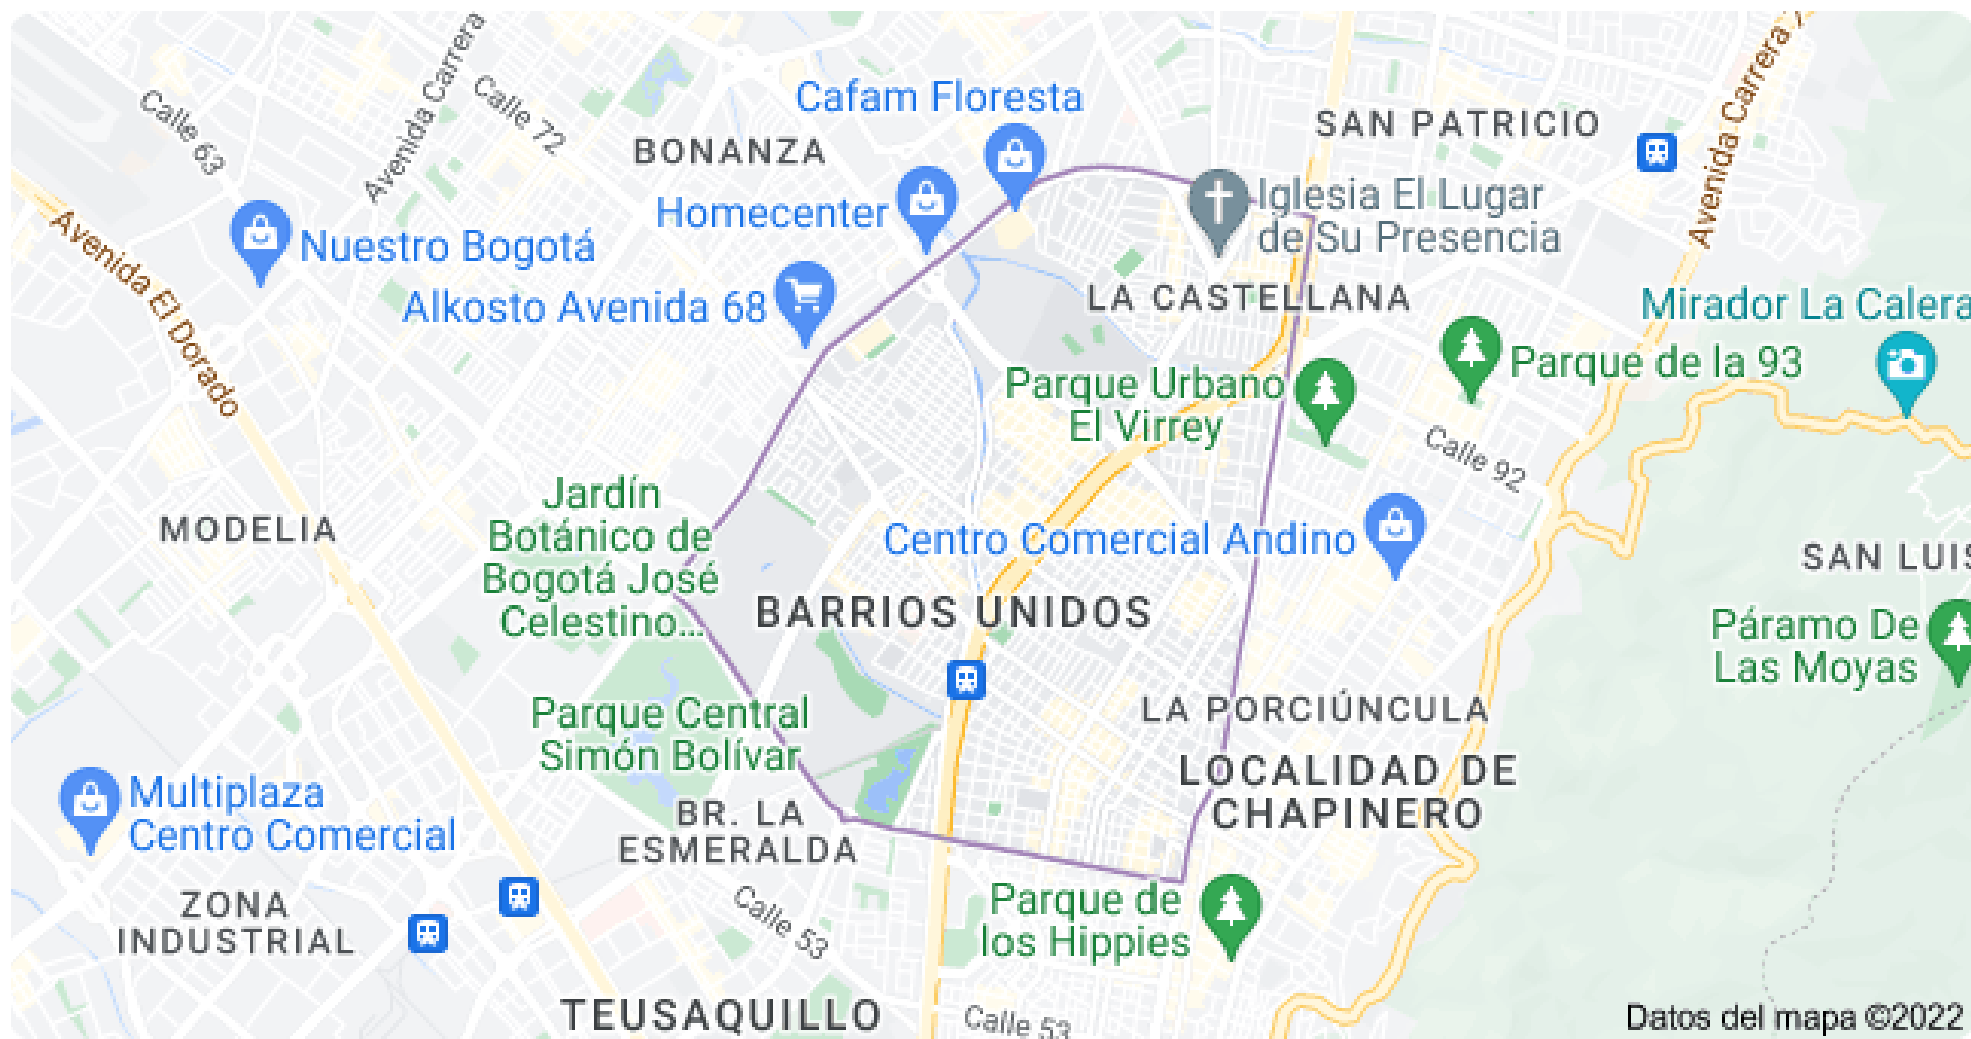 Calle 63
Avenida Carrera
Calle 72
Cafam Floresta
BONANZA
SAN PATRICIO
Avenida Carrera 7
Homecenter
Iglesia El Lugar
de Su Presencia
Avenida El Dorado
Nuestro Bogotá
Alkosto Avenida 68
LA CASTELLANA
Mirador La Calera
Parque Urbano
El Virrey
Parque de la 93
Calle 92
Jardín
Botánico de
Bogotá José
Celestino...
MODELIA
Centro Comercial Andino
SAN LUIS
BARRIOS UNIDOS
Páramo De
Las Moyas
Parque Central
Simón Bolívar
LA PORCIÚNCULA
LOCALIDAD DE
CHAPINERO
Multiplaza
Centro Comercial
BR. LA
ESMERALDA
ZONA
INDUSTRIAL
Calle 53
Parque de
los Hippies
TEUSAQUILLO
Calle 53
Datos del mapa ©2022